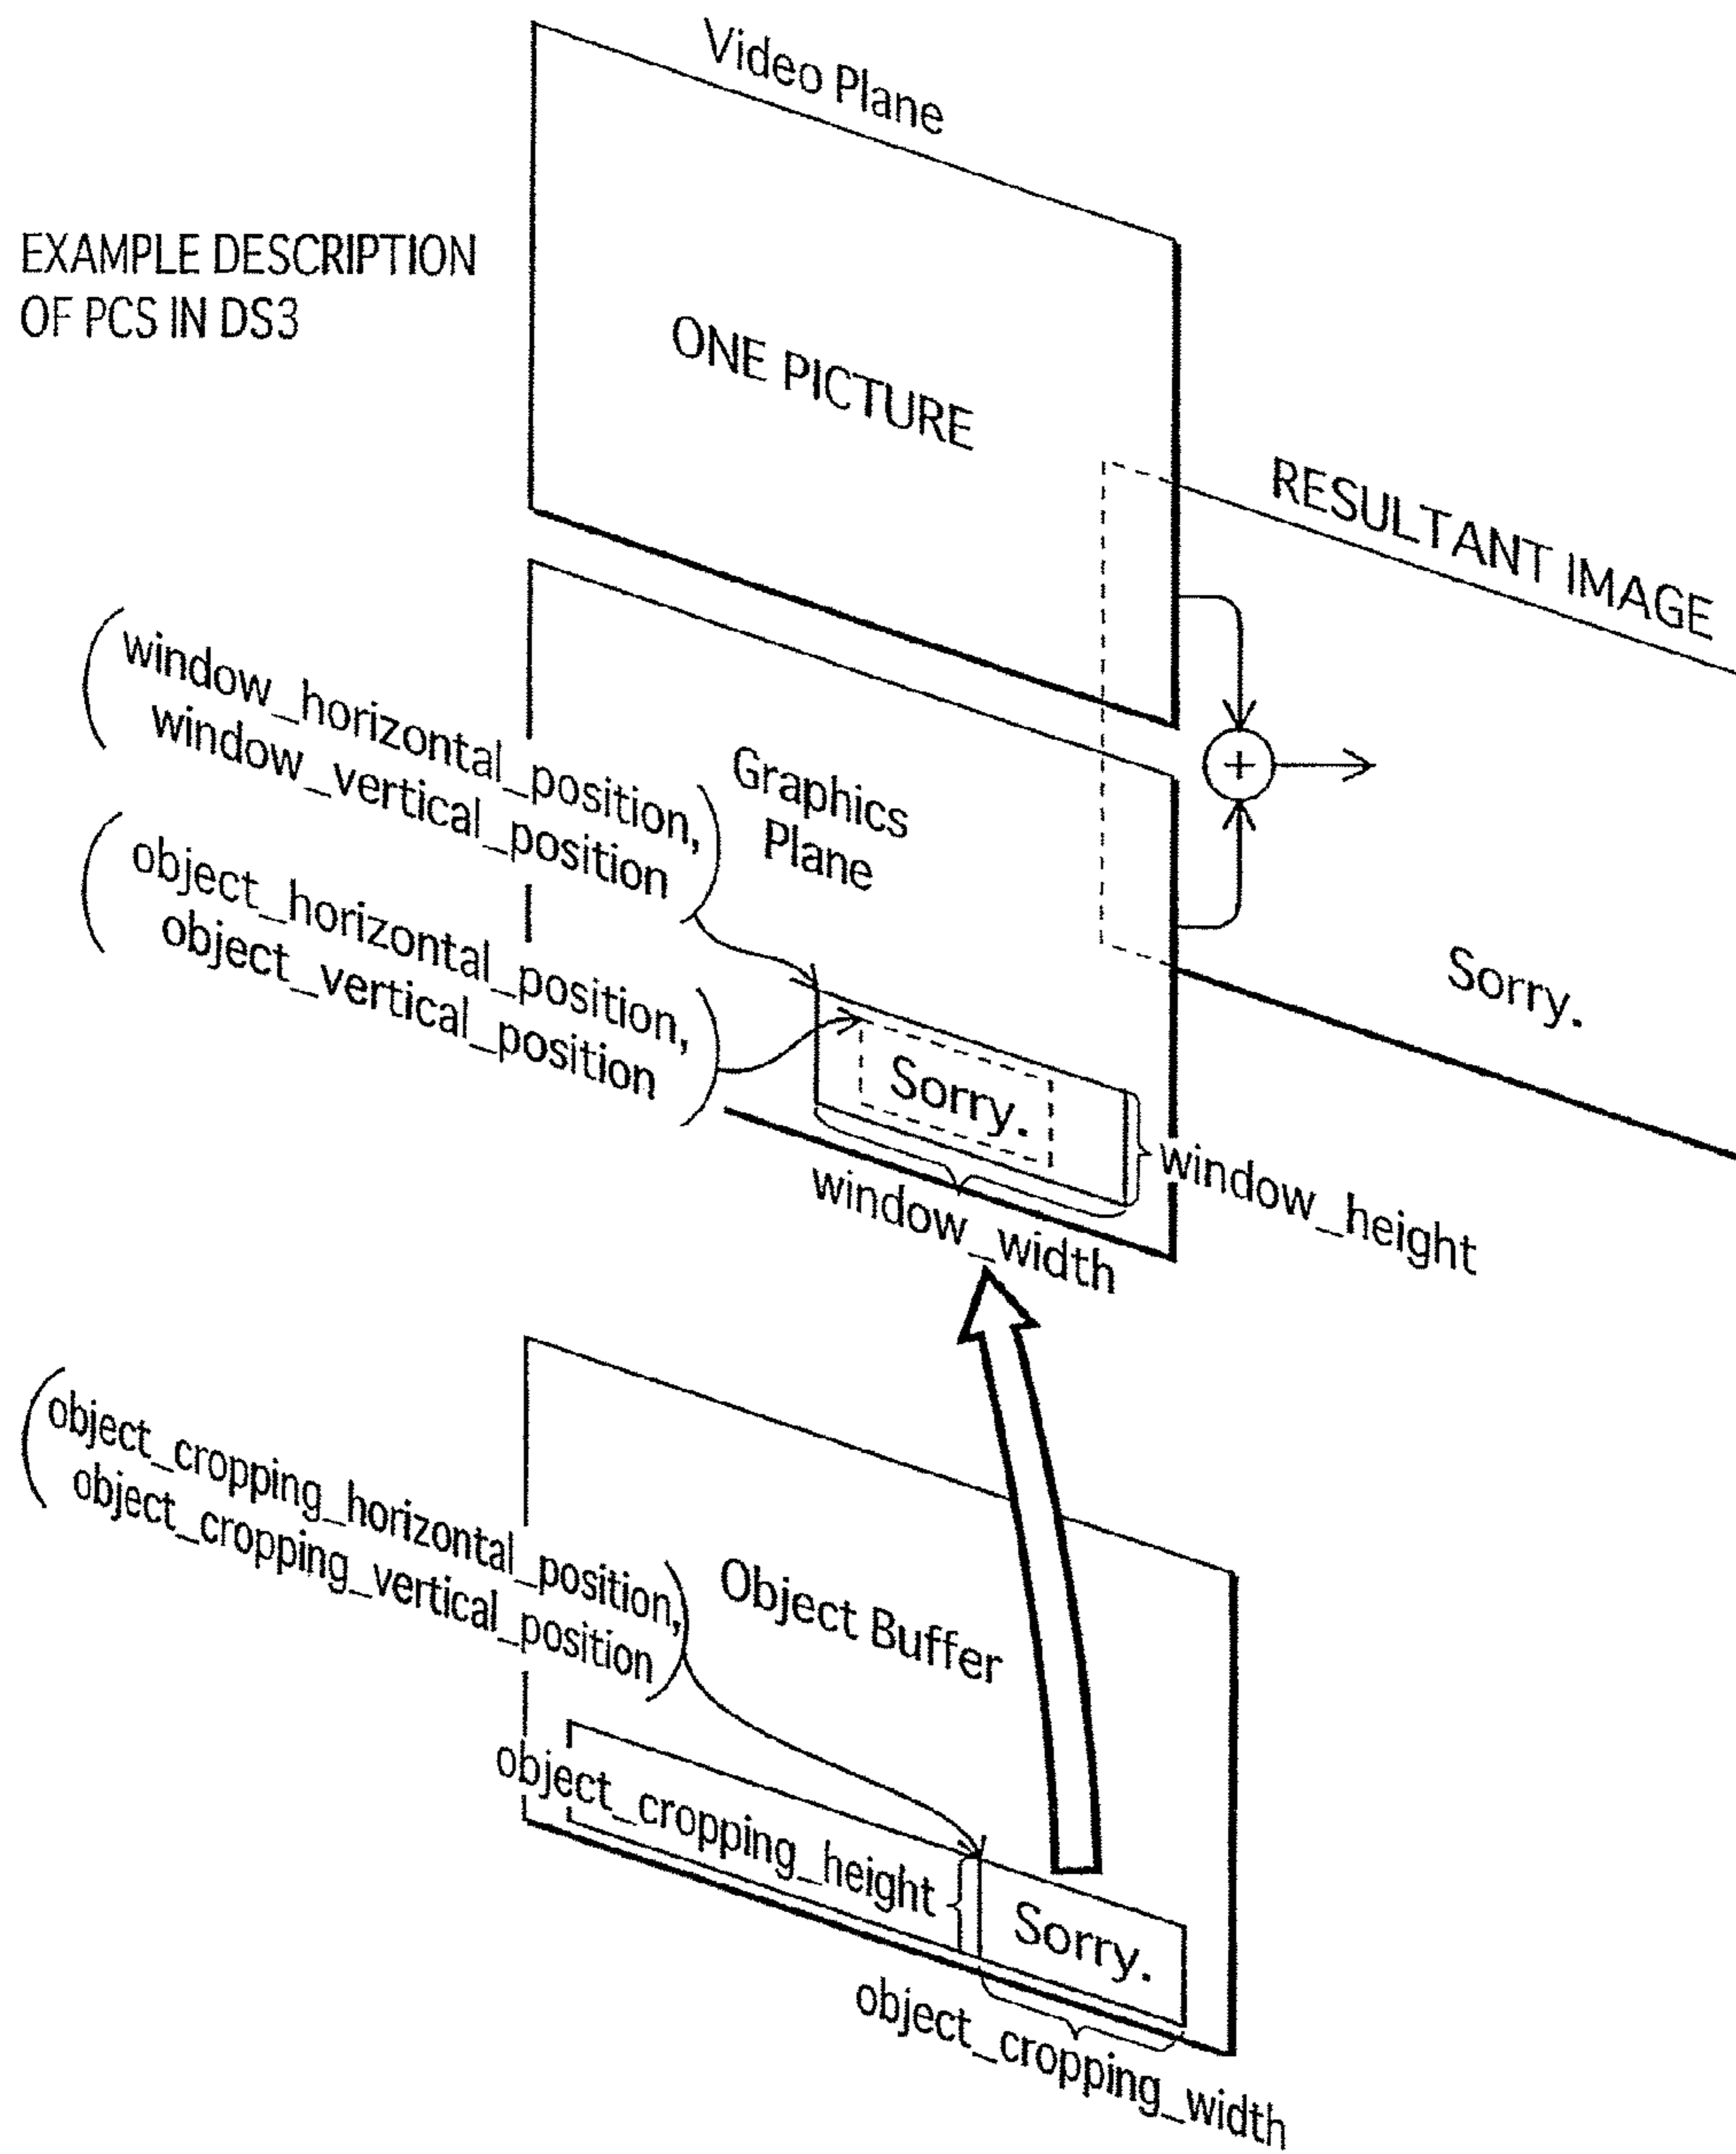 Video Plane
EXAMPLE DESCRIPTION
OF PCS IN DS3
ONE PICTURE
RESULTANT IMAGE
(window_horizontal_position,
window_vertical_position)
Graphics
Plane
(object_horizontal_position,
object_vertical_position)
Sorry.
Sorry.
window_height
window_width
(object_cropping_horizontal_position,
object_cropping_vertical_position)
Object Buffer
object_cropping_height
Sorry.
object_cropping_width